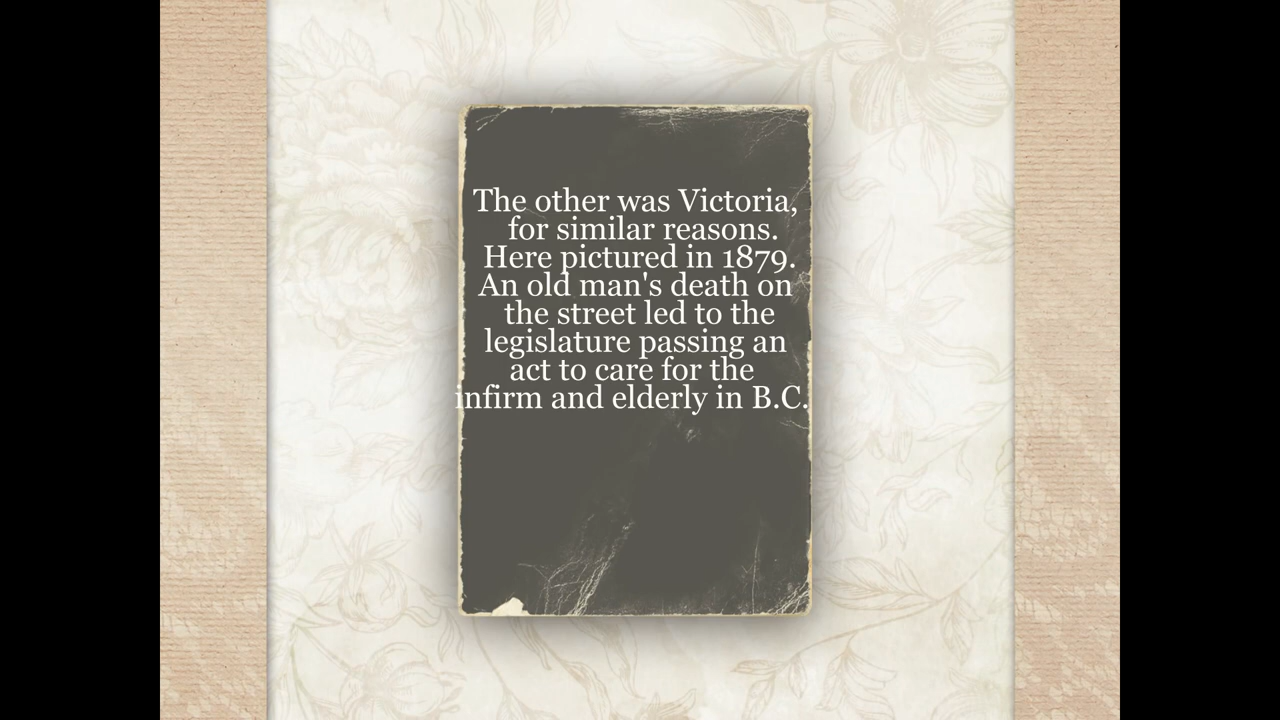 The other was Victoria,
for similar reasons.
Here pictured in 1879.
An old man's death on
the street led to the
legislature passing an
act to care for the
infirm and elderly in B.C.